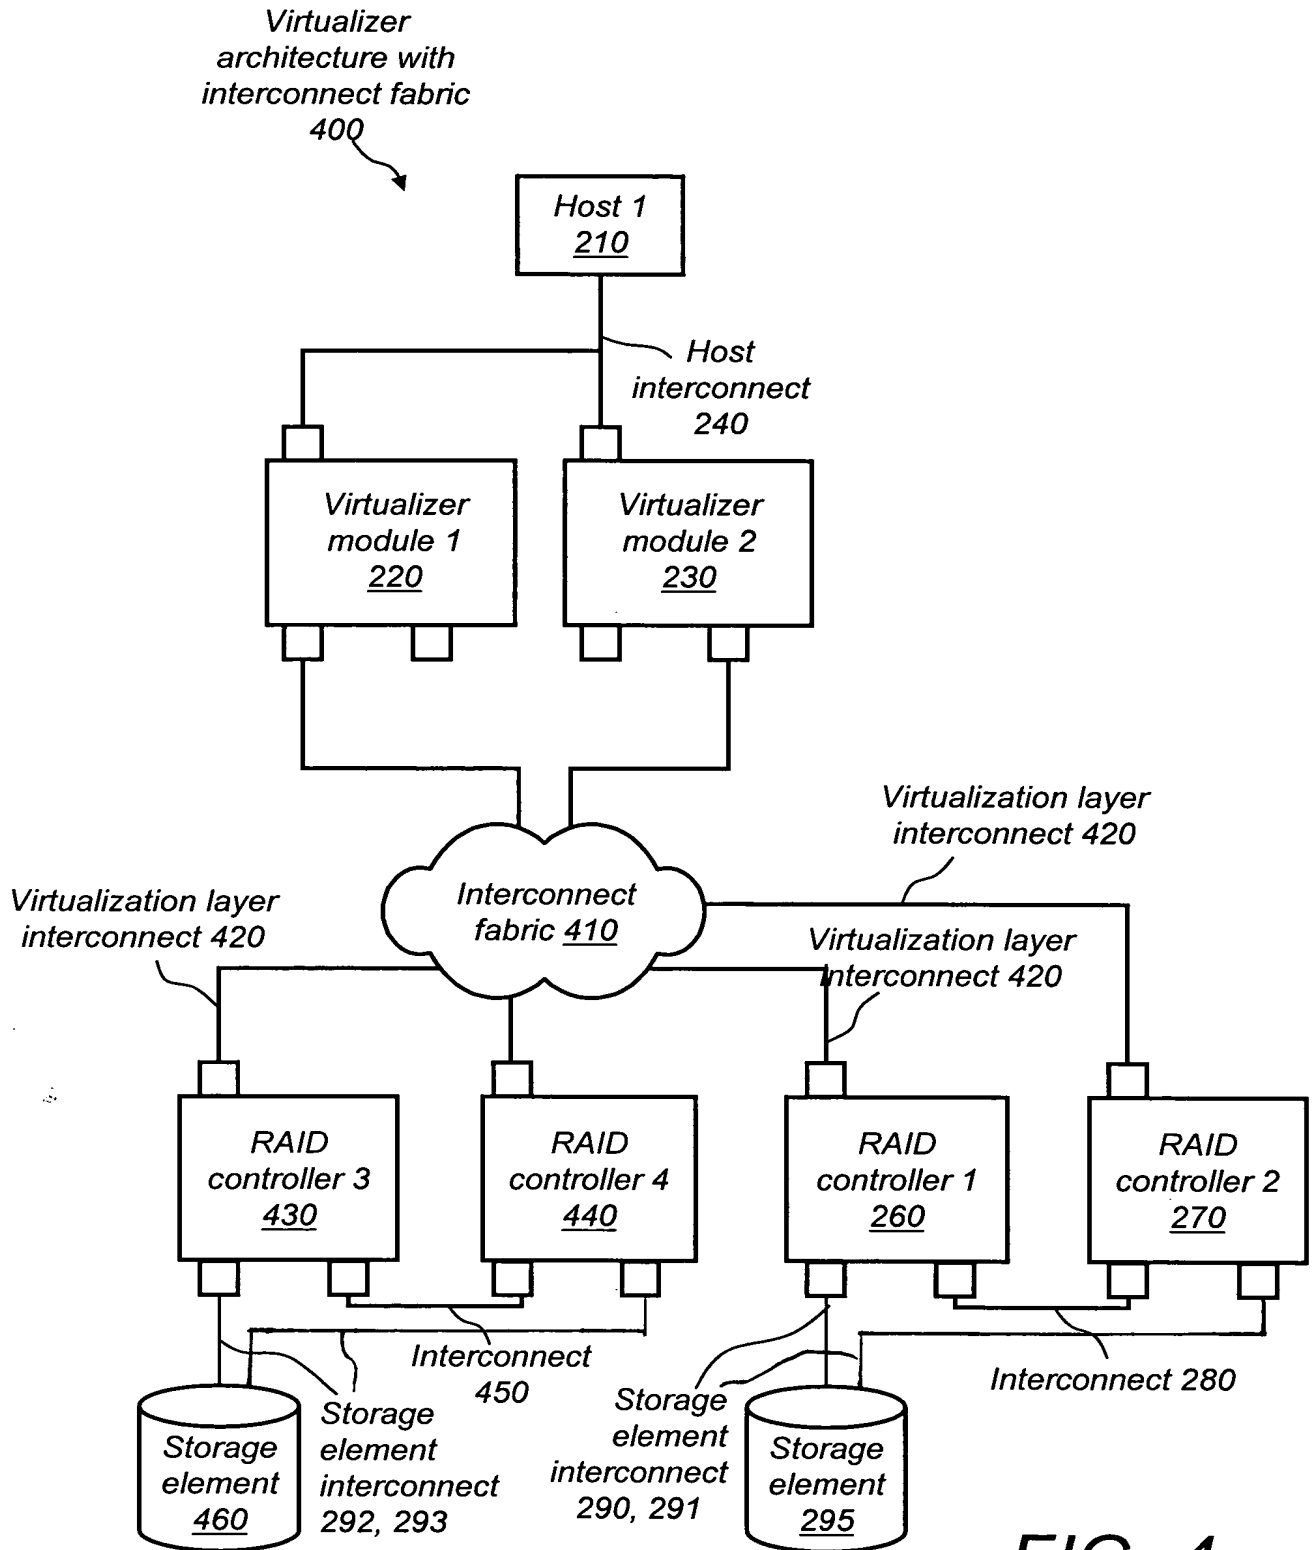 Virtualizer
architecture with
interconnect fabric
400
Host 1
210
Host
interconnect
240
Virtualizer
module 1
220
Virtualizer
module 2
230
Virtualization layer
interconnect 420
Interconnect
fabric 410
Virtualization layer
interconnect 420
Virtualization layer
interconnect 420
RAID
controller 3
430
RAID
controller 4
440
RAID
controller 1
260
RAID
controller 2
270
Interconnect
450
Interconnect 280
Storage
element
interconnect
292, 293
Storage
element
interconnect
290, 291
Storage
element
460
Storage
element
295
FIG. 4